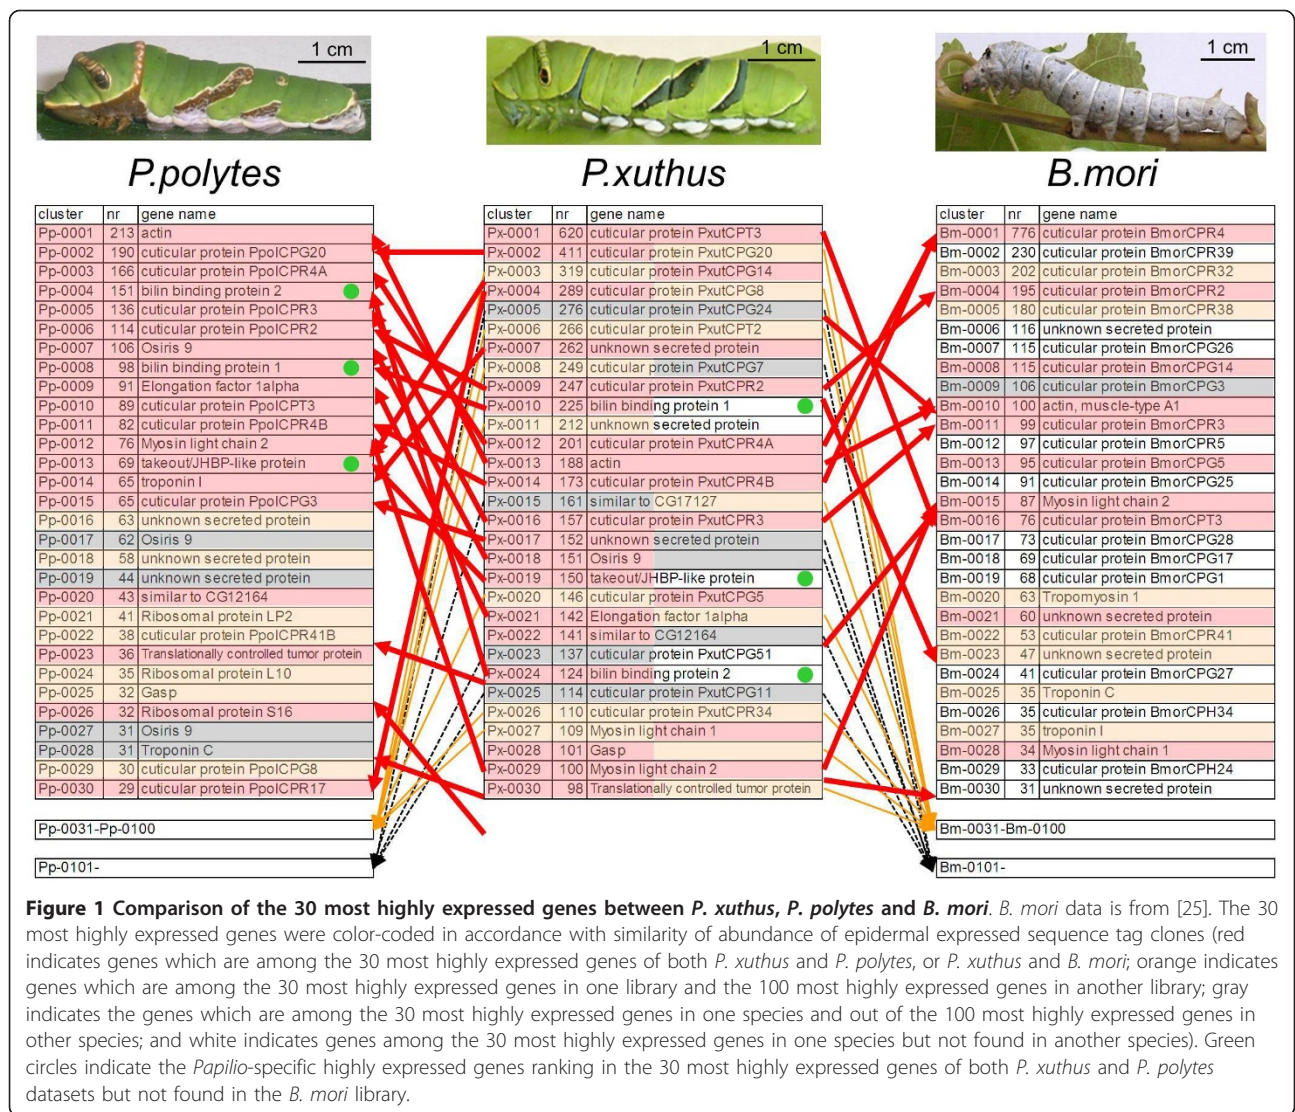 1 cm
1 cm
1 cm
P.polytes
P.xuthus
B.mori
cluster nr gene name
Pp-0001 213 actin
Pp-0002 190 cuticular protein PpolCPG20
Pp-0003 166 cuticular protein PpolCPR4A
Pp-0004 151 bilin binding protein 2
Pp-0005 136 cuticular protein PpolCPR3
Pp-0006 114 cuticular protein PpolCPR2
Pp-0007 106 Osiris 9
Pp-0008 98 bilin binding protein 1
Pp-0009 91 Elongation factor 1alpha
Pp-0010 89 cuticular protein PpolCPT3
Pp-0011 82 cuticular protein PpolCPR4B
Pp-0012 76 Myosin light chain 2
Pp-0013 69 takeout/JHBP-like protein
Pp-0014 65 troponin I
Pp-0015 65 cuticular protein PpolCPG3
Pp-0016 63 unknown secreted protein
Pp-0017 62 Osiris 9
Pp-0018 58 unknown secreted protein
Pp-0019 44 unknown secreted protein
Pp-0020 43 similar to CG12164
Pp-0021 41 Ribosomal protein LP2
Pp-0022 38 cuticular protein PpolCPR41B
Pp-0023 36 Translationally controlled tumor protein
Pp-0024 35 Ribosomal protein L10
Pp-0025 32 Gasp
Pp-0026 32 Ribosomal protein S16
Pp-0027 31 Osiris 9
Pp-0028 31 Troponin C
Pp-0029 30 cuticular protein PpolCPG8
Pp-0030 29 cuticular protein PpolCPR17
Pp-0031-Pp-0100
Pp-0101-
cluster nr gene name
Px-0001 620 cuticular protein PxutCPT3
Px-0002 411 cuticular protein PxutCPG20
Px-0003 319 cuticular protein PxutCPG14
Px-0004 289 cuticular protein PxutCPG8
Px-0005 276 cuticular protein PxutCPG24
Px-0006 266 cuticular protein PxutCPT2
Px-0007 262 unknown secreted protein
Px-0008 249 cuticular protein PxutCPG7
Px-0009 247 cuticular protein PxutCPR2
Px-0010 225 bilin binding protein 1
Px-0011 212 unknown secreted protein
Px-0012 201 cuticular protein PxutCPR4A
Px-0013 188 actin
Px-0014 173 cuticular protein PxutCPR4B
Px-0015 161 similar to CG17127
Px-0016 157 cuticular protein PxutCPR3
Px-0017 152 unknown secreted protein
Px-0018 151 Osiris 9
Px-0019 150 takeout/JHBP-like protein
Px-0020 146 cuticular protein PxutCPG5
Px-0021 142 Elongation factor 1alpha
Px-0022 141 similar to CG12164
Px-0023 137 cuticular protein PxutCPG51
Px-0024 124 bilin binding protein 2
Px-0025 114 cuticular protein PxutCPG11
Px-0026 110 cuticular protein PxutCPR34
Px-0027 109 Myosin light chain 1
Px-0028 101 Gasp
Px-0029 100 Myosin light chain 2
Px-0030 98 Translationally controlled tumor protein
cluster nr gene name
Bm-0001 776 cuticular protein BmorCPR4
Bm-0002 230 cuticular protein BmorCPR39
Bm-0003 202 cuticular protein BmorCPR32
Bm-0004 195 cuticular protein BmorCPR2
Bm-0005 180 cuticular protein BmorCPR38
Bm-0006 116 unknown secreted protein
Bm-0007 115 cuticular protein BmorCPG26
Bm-0008 115 cuticular protein BmorCPG14
Bm-0009 106 cuticular protein BmorCPG3
Bm-0010 100 actin, muscle-type A1
Bm-0011 99 cuticular protein BmorCPR3
Bm-0012 97 cuticular protein BmorCPR5
Bm-0013 95 cuticular protein BmorCPG5
Bm-0014 91 cuticular protein BmorCPG25
Bm-0015 87 Myosin light chain 2
Bm-0016 76 cuticular protein BmorCPT3
Bm-0017 73 cuticular protein BmorCPG28
Bm-0018 69 cuticular protein BmorCPG17
Bm-0019 68 cuticular protein BmorCPG1
Bm-0020 63 Tropomyosin 1
Bm-0021 60 unknown secreted protein
Bm-0022 53 cuticular protein BmorCPR41
Bm-0023 47 unknown secreted protein
Bm-0024 41 cuticular protein BmorCPG27
Bm-0025 35 Troponin C
Bm-0026 35 cuticular protein BmorCPH34
Bm-0027 35 troponin I
Bm-0028 34 Myosin light chain 1
Bm-0029 33 cuticular protein BmorCPH24
Bm-0030 31 unknown secreted protein
Bm-0031-Bm-0100
Bm-0101-
Figure 1 Comparison of the 30 most highly expressed genes between P. xuthus, P. polytes and B. mori. B. mori data is from [25]. The 30
most highly expressed genes were color-coded in accordance with similarity of abundance of epidermal expressed sequence tag clones (red
indicates genes which are among the 30 most highly expressed genes of both P. xuthus and P. polytes, or P. xuthus and B. mori; orange indicates
genes which are among the 30 most highly expressed genes in one library and the 100 most highly expressed genes in another library; gray
indicates the genes which are among the 30 most highly expressed genes in one species and out of the 100 most highly expressed genes in
other species; and white indicates genes among the 30 most highly expressed genes in one species but not found in another species). Green
circles indicate the Papilio-specific highly expressed genes ranking in the 30 most highly expressed genes of both P. xuthus and P. polytes
datasets but not found in the B. mori library.